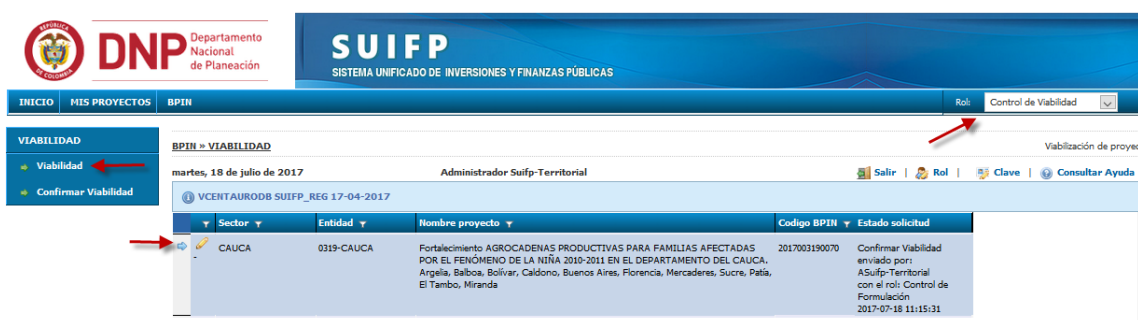 REPÚBLICA
DE COLOMBIA
DNP
Departamento
Nacional
de Planeación
SUIFP
SISTEMA UNIFICADO DE INVERSIONES Y FINANZAS PÚBLICAS
INICIO MIS PROYECTOS BPIN
Rol: Control de Viabilidad
VIABILIDAD
Viabilidad
Confirmar Viabilidad
BPIN » VIABILIDAD
Viabilización de proyec
martes, 18 de julio de 2017 Administrador Suifp-Territorial Salir | Rol | Clave | Consultar Ayuda
VCENTAURODB SUIFP_REG 17-04-2017
Sector Entidad Nombre proyecto Codigo BPIN Estado solicitud
CAUCA 0319-CAUCA Fortalecimiento AGROCADENAS PRODUCTIVAS PARA FAMILIAS AFECTADAS 2017003190070 Confirmar Viabilidad
POR EL FENÓMENO DE LA NIÑA 2010-2011 EN EL DEPARTAMENTO DEL CAUCA. enviado por:
Argelia, Balboa, Bolívar, Caldono, Buenos Aires, Florencia, Mercaderes, Sucre, Patía, ASuifp-Territorial
El Tambo, Miranda con el rol: Control de
Formulación
2017-07-18 11:15:31